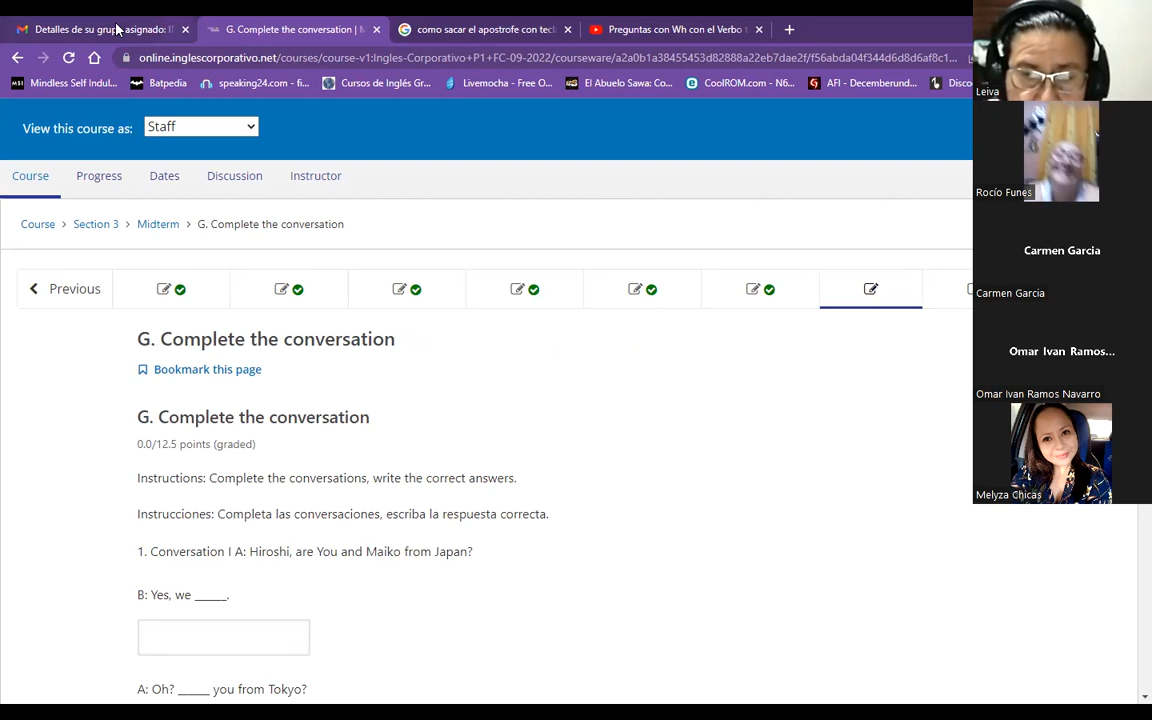 Detalles de su grupo asignado: I
G. Complete the conversation | M
como sacar el apostrofe con tecl
Preguntas con Wh con el Verbo t
online.inglescorporativo.net/courses/course-v1:Ingles-Corporativo+P1+FC-09-2022/courseware/a2a0b1a38455453d82888a22eb7dae2f/f56abda04f344d6d8d6af8c1...
Mindless Self Indul...
Batpedia
speaking24.com - fi...
Cursos de Inglés Gr...
Livemocha - Free O...
El Abuelo Sawa: Co...
CoolROM.com - N6...
AFI - Decemberund...
Disco
View this course as:
Staff
Course
Progress
Dates
Discussion
Instructor
Course > Section 3 > Midterm > G. Complete the conversation
Previous
G. Complete the conversation
Bookmark this page
G. Complete the conversation
0.0/12.5 points (graded)
Instructions: Complete the conversations, write the correct answers.
Instrucciones: Completa las conversaciones, escriba la respuesta correcta.
1. Conversation I A: Hiroshi, are You and Maiko from Japan?
B: Yes, we ______.
A: Oh? ______ you from Tokyo?
Leiva
Rocío Funes
Carmen Garcia
Carmen Garcia
Omar Ivan Ramos...
Omar Ivan Ramos Navarro
Melyza Chicas